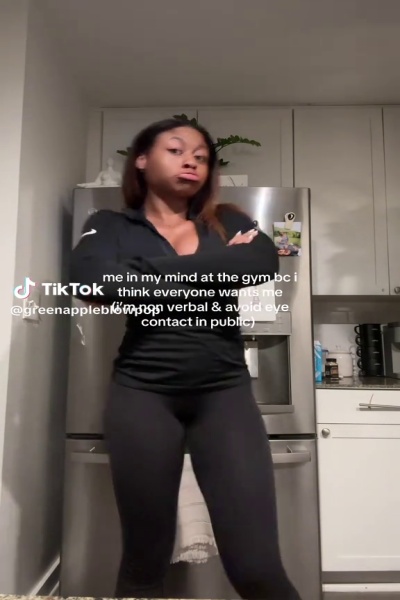 me in my mind at the gym bc i
think everyone wants me
(i'm non verbal & avoid eye
contact in public)
TikTok
@greenappleblowpop